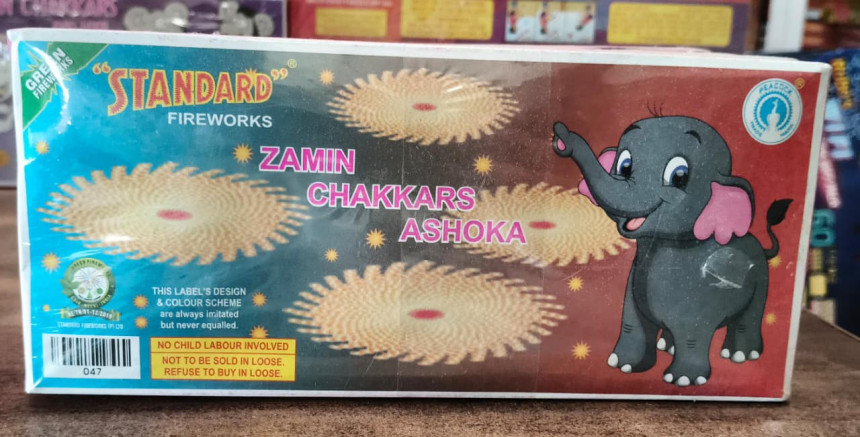 GREEN
FIREWORKS
"STANDARD"®
FIREWORKS
PEACOCK
ZAMIN
CHAKKARS
ASHOKA
THIS LABEL'S DESIGN
& COLOUR SCHEME
are always imitated
but never equalled.
NO CHILD LABOUR INVOLVED
NOT TO BE SOLD IN LOOSE.
REFUSE TO BUY IN LOOSE.
047
CHAKKARS